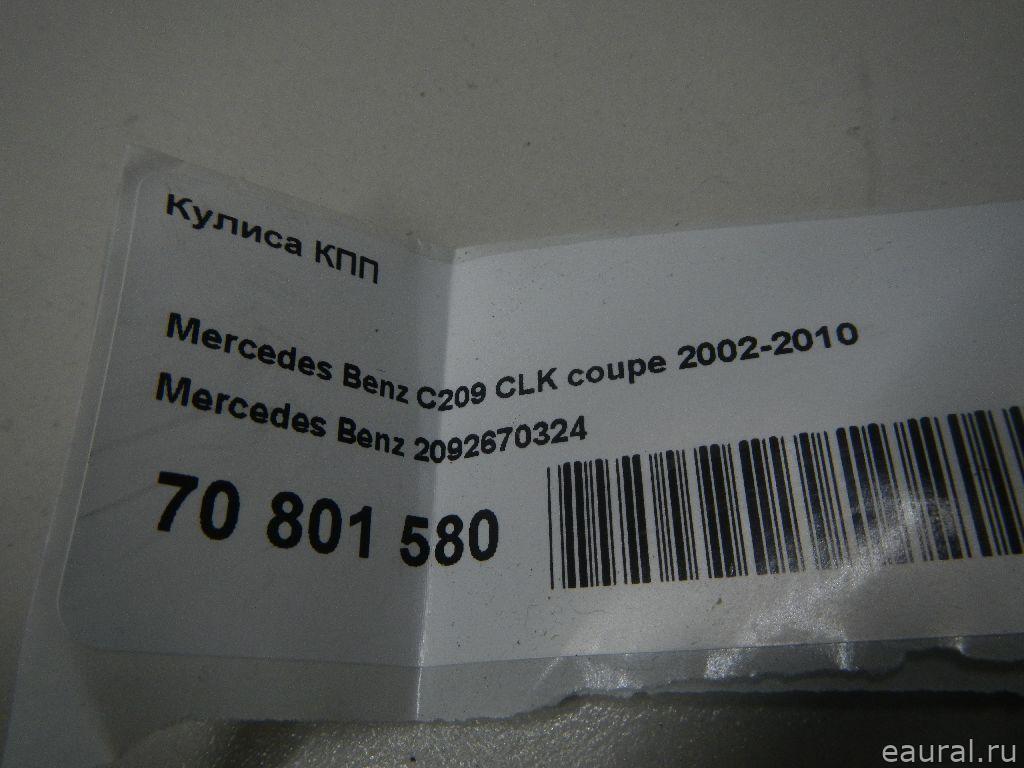 Кулиса КПП
Mercedes Benz C209 CLK coupe 2002-2010
Mercedes Benz 2092670324
70 801 580
eaural.ru